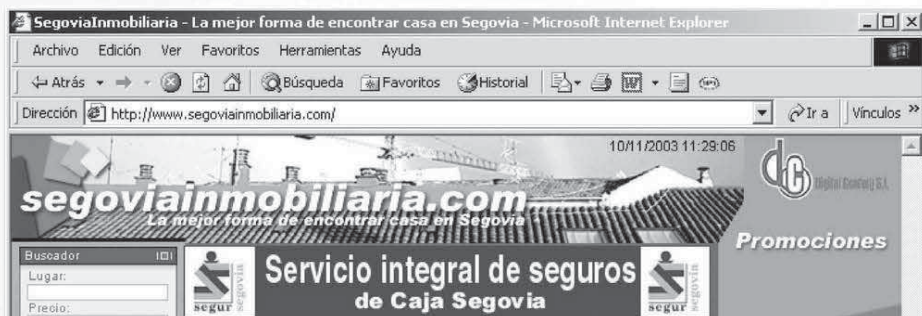 SegoviaInmobiliaria - La mejor forma de encontrar casa en Segovia - Microsoft Internet Explorer
Archivo Edición Ver Favoritos Herramientas Ayuda
Atrás Búsqueda Favoritos Historial
Dirección http://www.segoviainmobiliaria.com/ Ir a Vínculos »
10/11/2003 11:29:06
segoviainmobiliaria.com
La mejor forma de encontrar casa en Segovia
Promociones
Buscador
Lugar:
Precio:
Servicio integral de seguros
de Caja Segovia
segur segovia
segur segovia